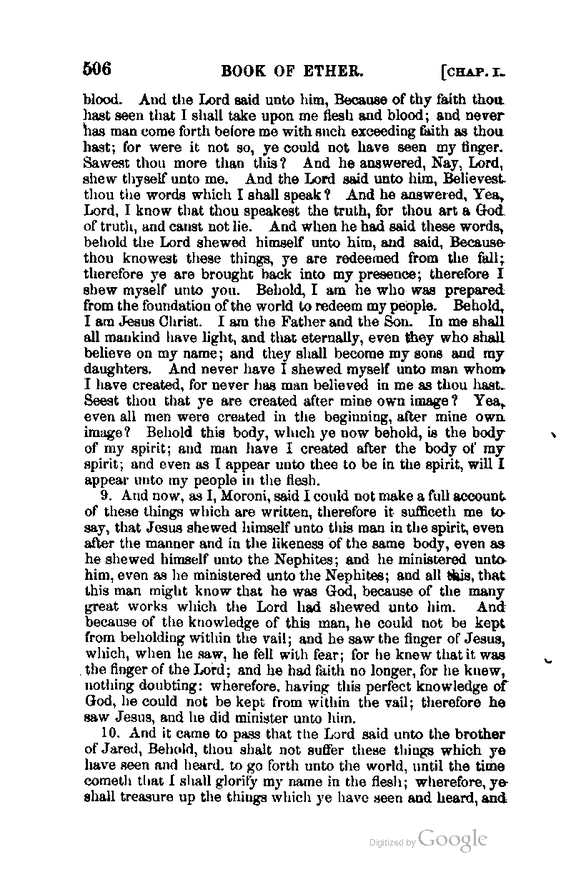 506 BOOK OF ETHER. [CHAP. I.
blood. And the Lord said unto him, Because of thy faith thou
hast seen that I shall take upon me flesh and blood; and never
has man come forth before me with such exceeding faith as thou
hast; for were it not so, ye could not have seen my finger.
Sawest thou more than this? And he answered, Nay, Lord,
shew thyself unto me. And the Lord said unto him, Believest
thou the words which I shall speak? And he answered, Yea,
Lord, I know that thou speakest the truth, for thou art a God
of truth, and canst not lie. And when he had said these words,
behold the Lord shewed himself unto him, and said, Because
thou knowest these things, ye are redeemed from the fall;
therefore ye are brought back into my presence; therefore I
shew myself unto you. Behold, I am he who was prepared
from the foundation of the world to redeem my people. Behold,
I am Jesus Christ. I am the Father and the Son. In me shall
all mankind have light, and that eternally, even they who shall
believe on my name; and they shall become my sons and my
daughters. And never have I shewed myself unto man whom
I have created, for never has man believed in me as thou hast.
Seest thou that ye are created after mine own image? Yea,
even all men were created in the beginning, after mine own
image? Behold this body, which ye now behold, is the body
of my spirit; and man have I created after the body of my
spirit; and even as I appear unto thee to be in the spirit, will I
appear unto my people in the flesh.
9. And now, as I, Moroni, said I could not make a full account
of these things which are written, therefore it sufficeth me to
say, that Jesus shewed himself unto this man in the spirit, even
after the manner and in the likeness of the same body, even as
he shewed himself unto the Nephites; and he ministered unto
him, even as he ministered unto the Nephites; and all this, that
this man might know that he was God, because of the many
great works which the Lord had shewed unto him. And
because of the knowledge of this man, he could not be kept
from beholding within the vail; and he saw the finger of Jesus,
which, when he saw, he fell with fear; for he knew that it was
the finger of the Lord; and he had faith no longer, for he knew,
nothing doubting: wherefore, having this perfect knowledge of
God, he could not be kept from within the vail; therefore he
saw Jesus, and he did minister unto him.
10. And it came to pass that the Lord said unto the brother
of Jared, Behold, thou shalt not suffer these things which ye
have seen and heard, to go forth unto the world, until the time
cometh that I shall glorify my name in the flesh; wherefore, ye
shall treasure up the things which ye have seen and heard, and
Digitized by Google